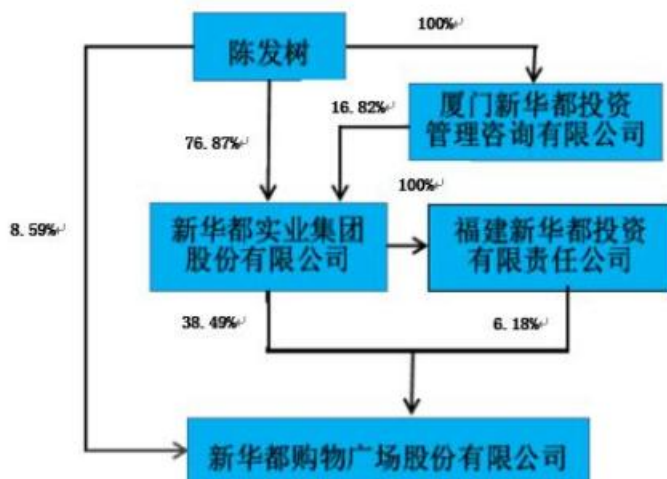 100%
陈发树
16.82%
厦门新华都投资
管理咨询有限公司
76.87%
100%
8.59%
新华都实业集团
股份有限公司
福建新华都投资
有限责任公司
38.49%
6.18%
新华都购物广场股份有限公司